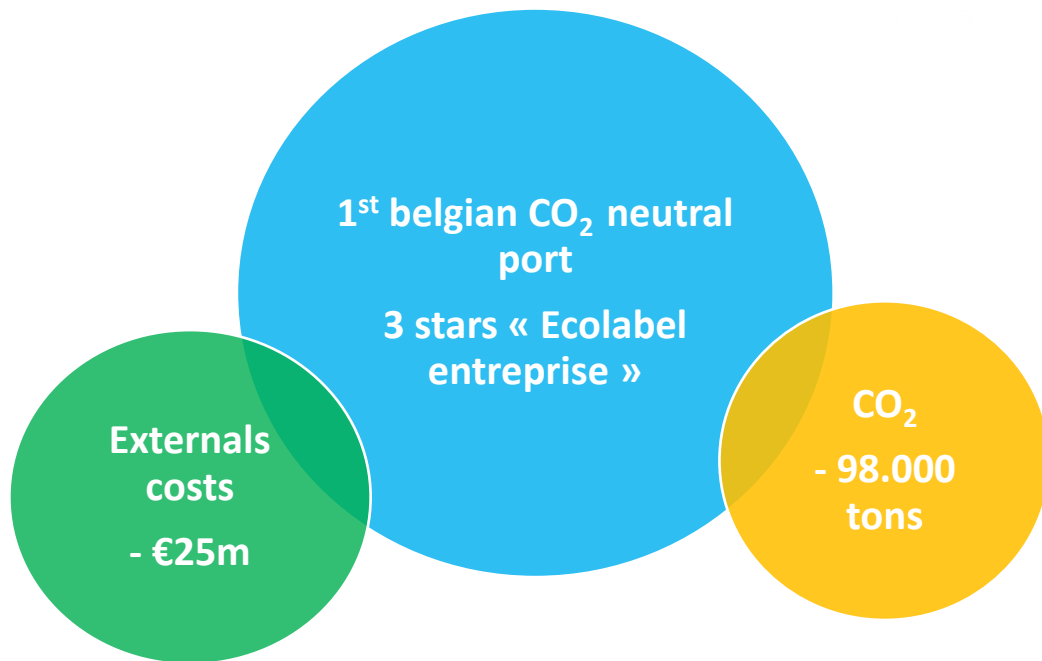 1st belgian CO₂ neutral
port
3 stars « Ecolabel
entreprise »
Externals
costs
- €25m
CO₂
- 98.000
tons